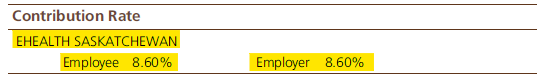 Contribution Rate
EHEALTH SASKATCHEWAN
Employee 8.60% Employer 8.60%